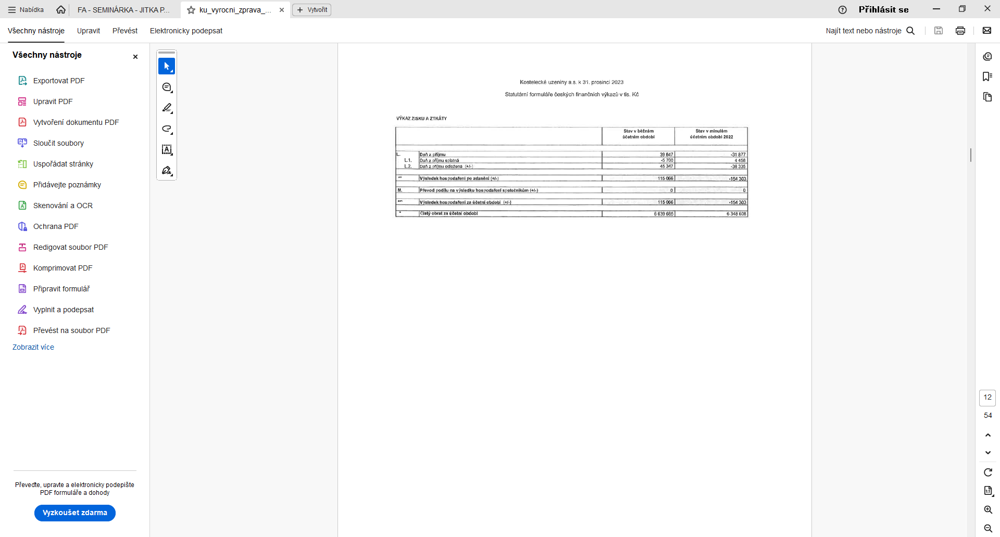 Nabídka
FA - SEMINÁRKA - JITKA P...
ku_vyrocni_zprava_...
Vytvořit
Přihlásit se
Všechny nástroje
Upravit
Převést
Elektronicky podepsat
Najít text nebo nástroje
Všechny nástroje
Exportovat PDF
Upravit PDF
Vytvoření dokumentu PDF
Sloučit soubory
Uspořádat stránky
Přidávejte poznámky
Skenování a OCR
Ochrana PDF
Redigovat soubor PDF
Komprimovat PDF
Připravit formulář
Vyplnit a podepsat
Převést na soubor PDF
Zobrazit více
Převeďte, upravte a elektronicky podepište
PDF formuláře a dohody
Vyzkoušet zdarma
Kostelecké uzeniny a.s. k 31. prosinci 2023
Statutární formuláře českých finančních výkazů v tis. Kč
VÝKAZ ZISKU A ZTRÁTY
Stav v běžném účetním období
Stav v minulém účetním období 2022
L. Daň z příjmu 39 647 -31 877
L.1. Daň z příjmu splatná -5 700 4 458
L.2. Daň z příjmu odložená (+/-) 45 347 -36 335
** Výsledek hospodaření po zdanění (+/-) 115 066 -154 303
M. Převod podílu na výsledku hospodaření společníkům (+/-) 0 0
*** Výsledek hospodaření za účetní období (+/-) 115 066 -154 303
* Čistý obrat za účetní období 6 639 685 6 348 608
12
54